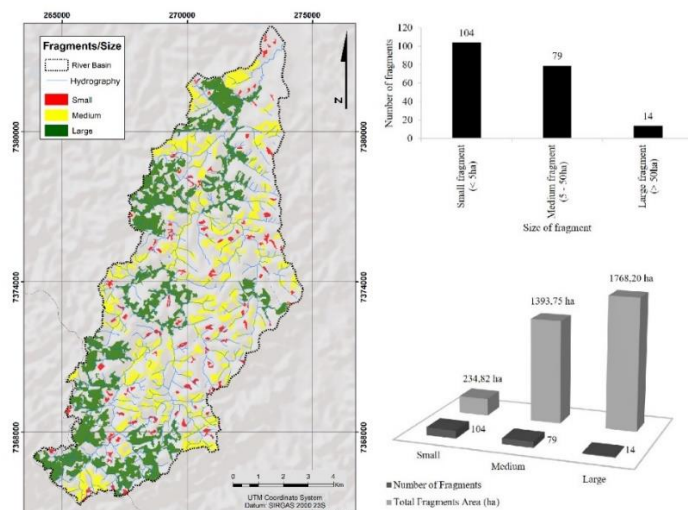 265000
270000
275000
Fragments/Size
River Basin
Hydrography
Small
Medium
Large
N
7380000
7380000
7374000
7374000
7368000
7368000
0
1
2
3
4
Km
UTM Coordinate System
Datum: SIRGAS 2000 23S
Number of fragments
120
100
80
60
40
20
0
104
79
14
Small fragment
(< 5ha)
Medium fragment
(5 - 50ha)
Large fragment
(> 50ha)
Size of fragment
234,82 ha
1393,75 ha
1768,20 ha
104
79
14
Small
Medium
Large
Number of Fragments
Total Fragments Area (ha)